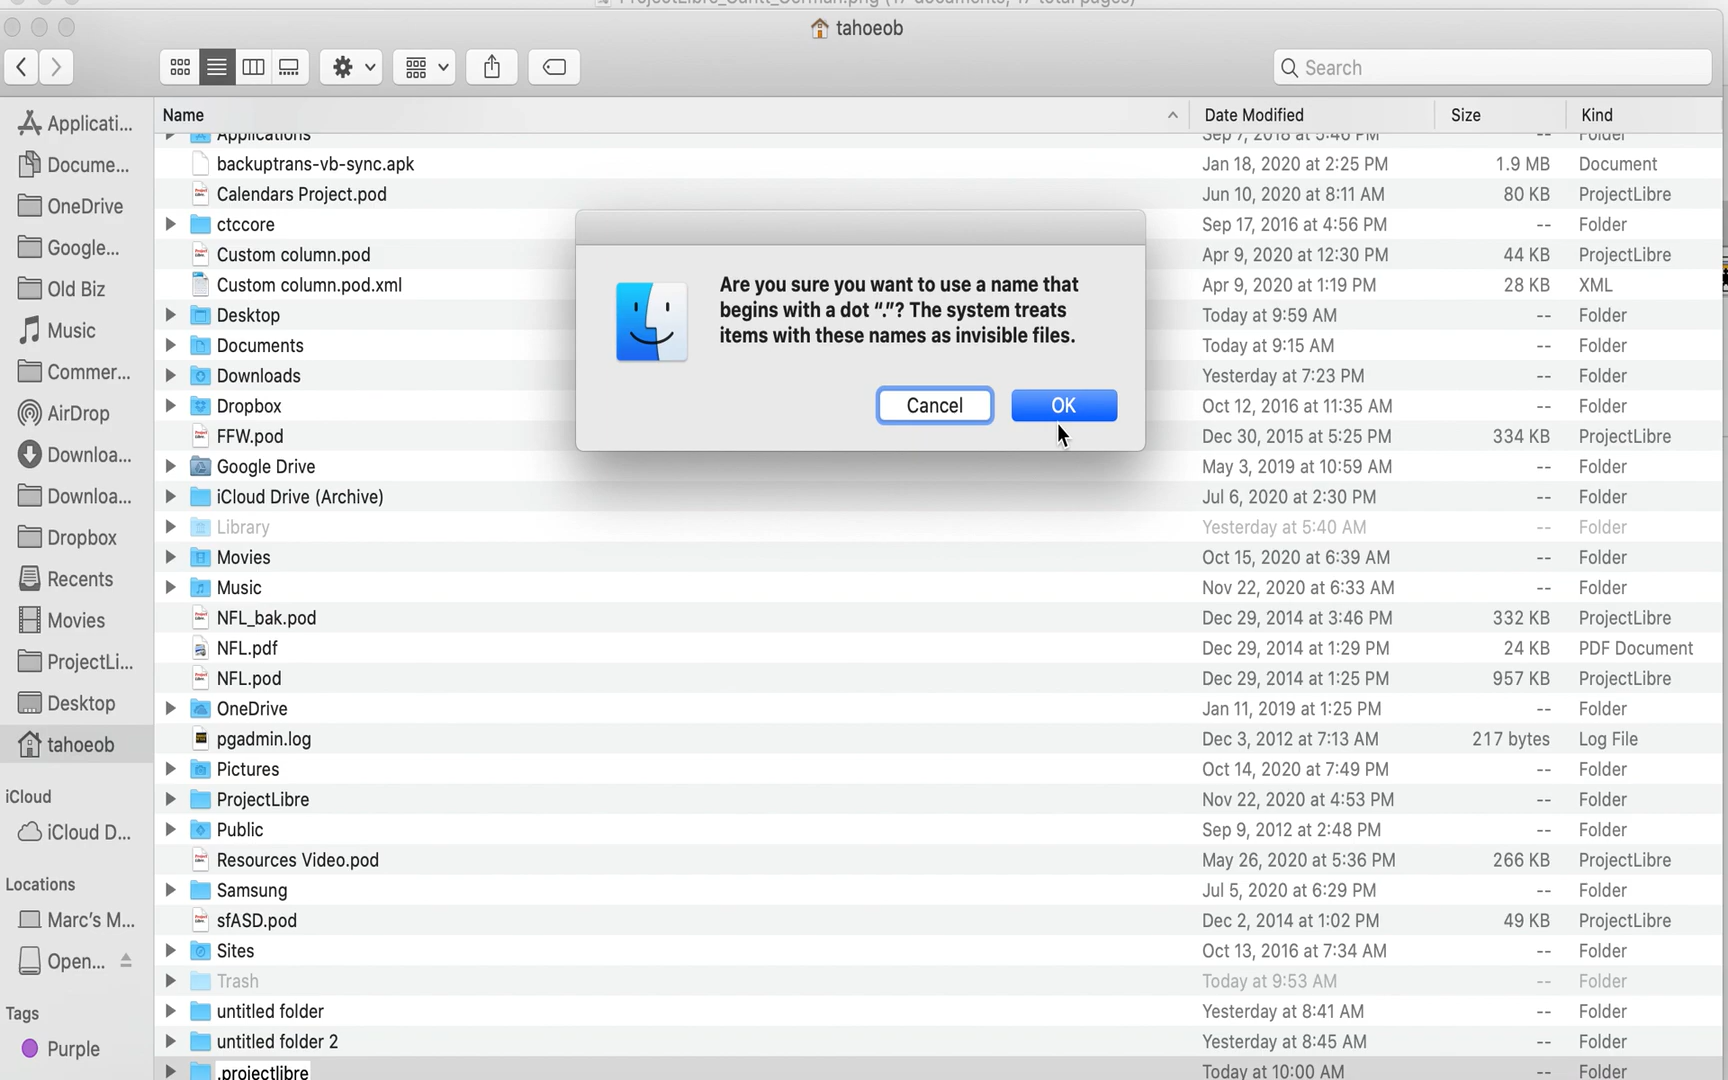 tahoeob
Search
Name Date Modified Size Kind
Applicati...
Docume...
OneDrive
Google...
Old Biz
Music
Commer...
AirDrop
Downloa...
Downloa...
Dropbox
Recents
Movies
ProjectLi...
Desktop
tahoeob
iCloud
iCloud D...
Locations
Marc's M...
Open...
Tags
Purple
Applications Sep 7, 2018 at 5:46 PM -- Folder
backuptrans-vb-sync.apk Jan 18, 2020 at 2:25 PM 1.9 MB Document
Calendars Project.pod Jun 10, 2020 at 8:11 AM 80 KB ProjectLibre
ctccore Sep 17, 2016 at 4:56 PM -- Folder
Custom column.pod Apr 9, 2020 at 12:30 PM 44 KB ProjectLibre
Custom column.pod.xml Apr 9, 2020 at 1:19 PM 28 KB XML
Desktop Today at 9:59 AM -- Folder
Documents Today at 9:15 AM -- Folder
Downloads Yesterday at 7:23 PM -- Folder
Dropbox Oct 12, 2016 at 11:35 AM -- Folder
FFW.pod Dec 30, 2015 at 5:25 PM 334 KB ProjectLibre
Google Drive May 3, 2019 at 10:59 AM -- Folder
iCloud Drive (Archive) Jul 6, 2020 at 2:30 PM -- Folder
Library Yesterday at 5:40 AM -- Folder
Movies Oct 15, 2020 at 6:39 AM -- Folder
Music Nov 22, 2020 at 6:33 AM -- Folder
NFL_bak.pod Dec 29, 2014 at 3:46 PM 332 KB ProjectLibre
NFL.pdf Dec 29, 2014 at 1:29 PM 24 KB PDF Document
NFL.pod Dec 29, 2014 at 1:25 PM 957 KB ProjectLibre
OneDrive Jan 11, 2019 at 1:25 PM -- Folder
pgadmin.log Dec 3, 2012 at 7:13 AM 217 bytes Log File
Pictures Oct 14, 2020 at 7:49 PM -- Folder
ProjectLibre Nov 22, 2020 at 4:53 PM -- Folder
Public Sep 9, 2012 at 2:48 PM -- Folder
Resources Video.pod May 26, 2020 at 5:36 PM 266 KB ProjectLibre
Samsung Jul 5, 2020 at 6:29 PM -- Folder
sfASD.pod Dec 2, 2014 at 1:02 PM 49 KB ProjectLibre
Sites Oct 13, 2016 at 7:34 AM -- Folder
Trash Today at 9:53 AM -- Folder
untitled folder Yesterday at 8:41 AM -- Folder
untitled folder 2 Yesterday at 8:45 AM -- Folder
.projectlibre Today at 10:00 AM -- Folder
Are you sure you want to use a name that
begins with a dot “.”? The system treats
items with these names as invisible files.
Cancel OK